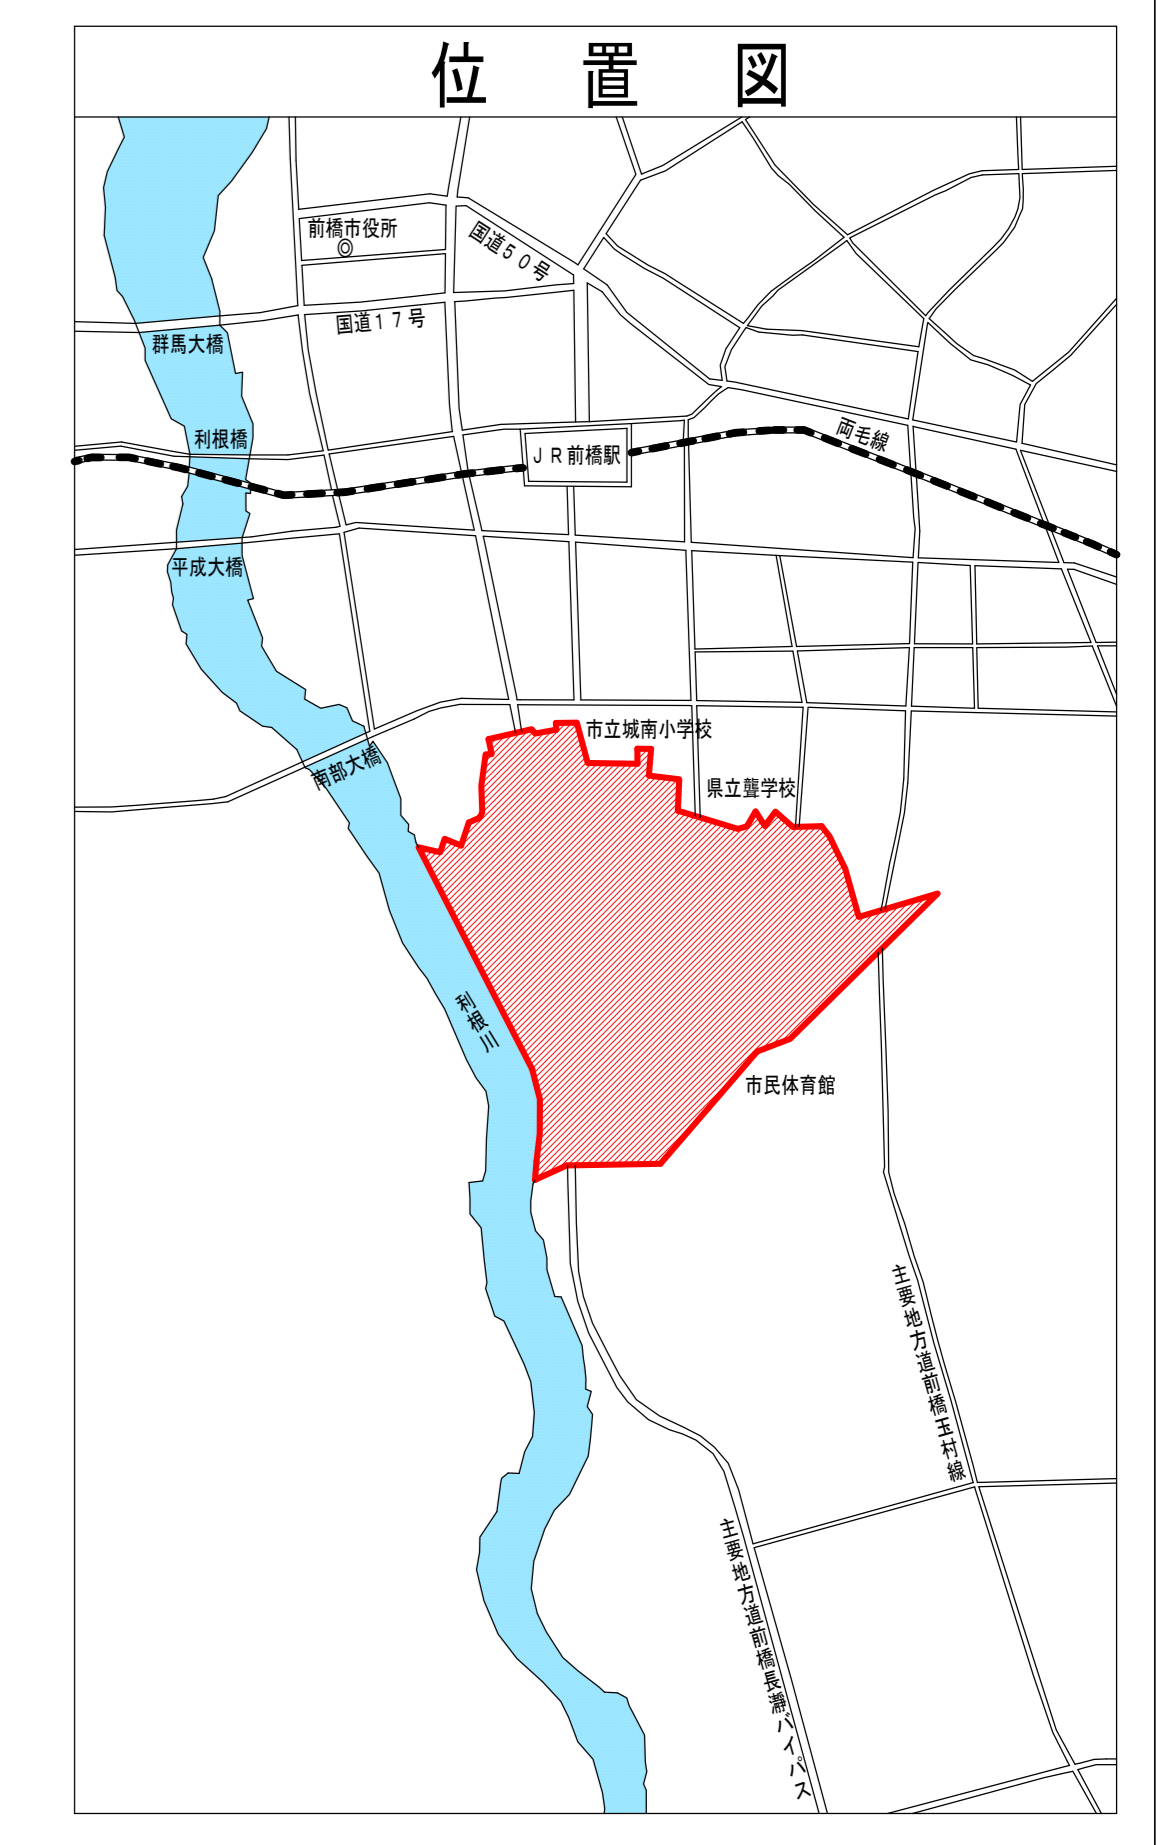 位置図
前橋市役所
国道５０号
国道１７号
群馬大橋
利根橋
ＪＲ前橋駅
両毛線
平成大橋
市立城南小学校
南部大橋
県立聾学校
利根川
市民体育館
主要地方道前橋玉村線
主要地方道前橋長瀞バイパス